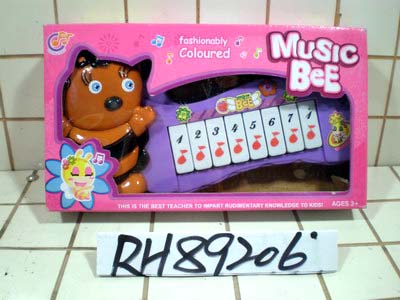 fashionably
Coloured
MUSIC
BEE
BEE
1 2 3 4 5 6 7 1
THIS IS THE BEST TEACHER TO IMPART RUDIMENTARY KNOWLEDGE TO KIDS!
AGES 3+
RH89206